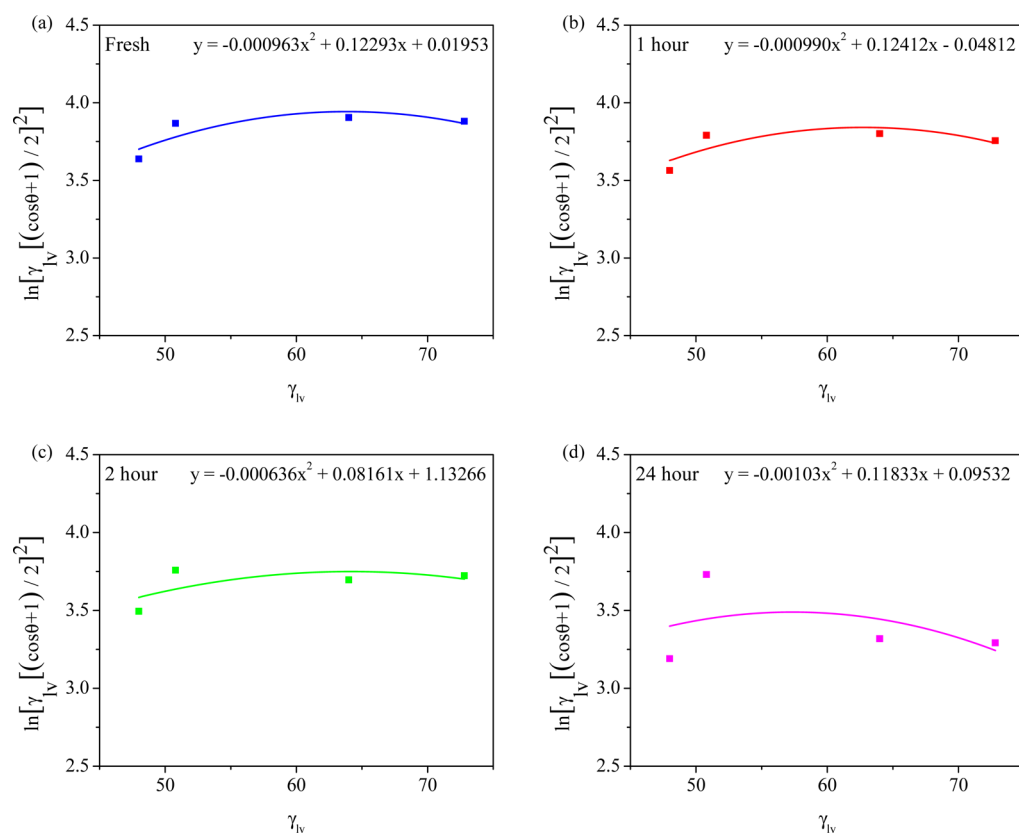 (a)
Fresh y = -0.000963x² + 0.12293x + 0.01953
4.5
4.0
3.5
3.0
2.5
50 60 70
ln[γlv [(cosθ+1) / 2]²]
γlv
(b)
1 hour y = -0.000990x² + 0.12412x - 0.04812
4.5
4.0
3.5
3.0
2.5
50 60 70
ln[γlv [(cosθ+1) / 2]²]
γlv
(c)
2 hour y = -0.000636x² + 0.08161x + 1.13266
4.5
4.0
3.5
3.0
2.5
50 60 70
ln[γlv [(cosθ+1) / 2]²]
γlv
(d)
24 hour y = -0.00103x² + 0.11833x + 0.09532
4.5
4.0
3.5
3.0
2.5
50 60 70
ln[γlv [(cosθ+1) / 2]²]
γlv